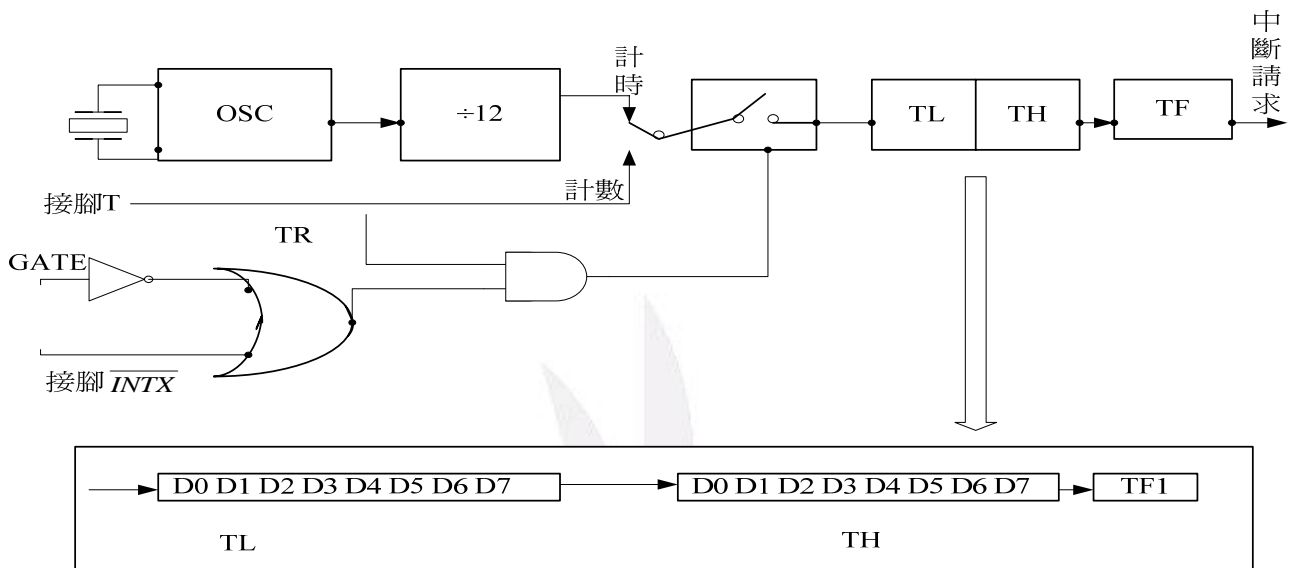 中斷請求
計時
OSC
÷12
TL
TH
TF
計數
接腳T
TR
GATE
接腳 \overline{INTX}
D0 D1 D2 D3 D4 D5 D6 D7
D0 D1 D2 D3 D4 D5 D6 D7
TF1
TL
TH